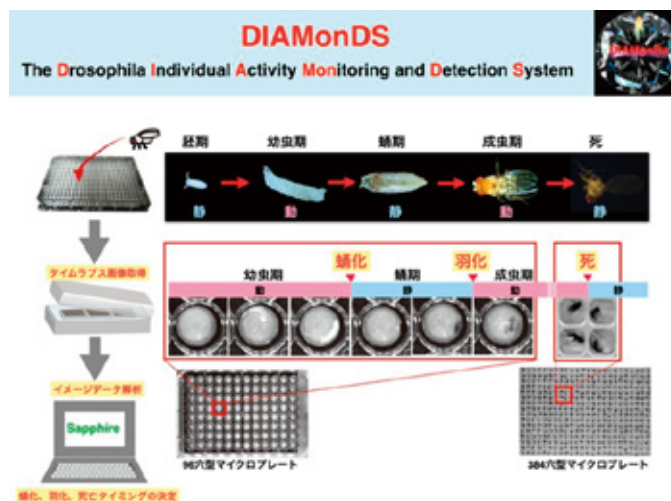 DIAMonDS
The Drosophila Individual Activity Monitoring and Detection System
DIAMonDS
胚期
幼虫期
蛹期
成虫期
死
静
動
静
動
静
タイムラプス画像取得
幼虫期
蛹化
蛹期
羽化
成虫期
死
動
静
動
静
イメージデータ解析
Sapphire
96穴型マイクロプレート
384穴型マイクロプレート
蛹化、羽化、死亡タイミングの決定